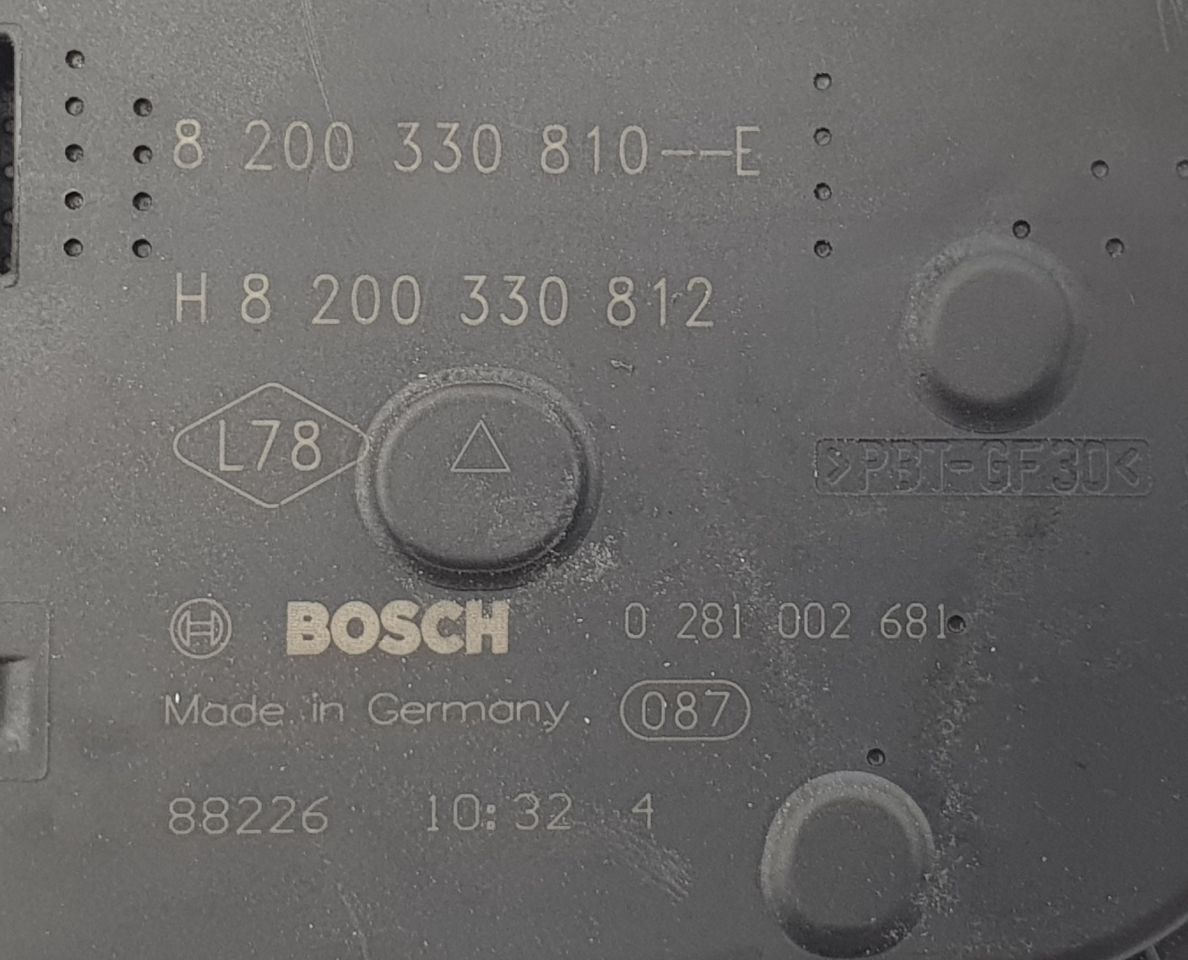 8 200 330 810--E
H 8 200 330 812
L78
>PBT-GF30<
BOSCH 0 281 002 681
Made in Germany 087
88226 10:32 4